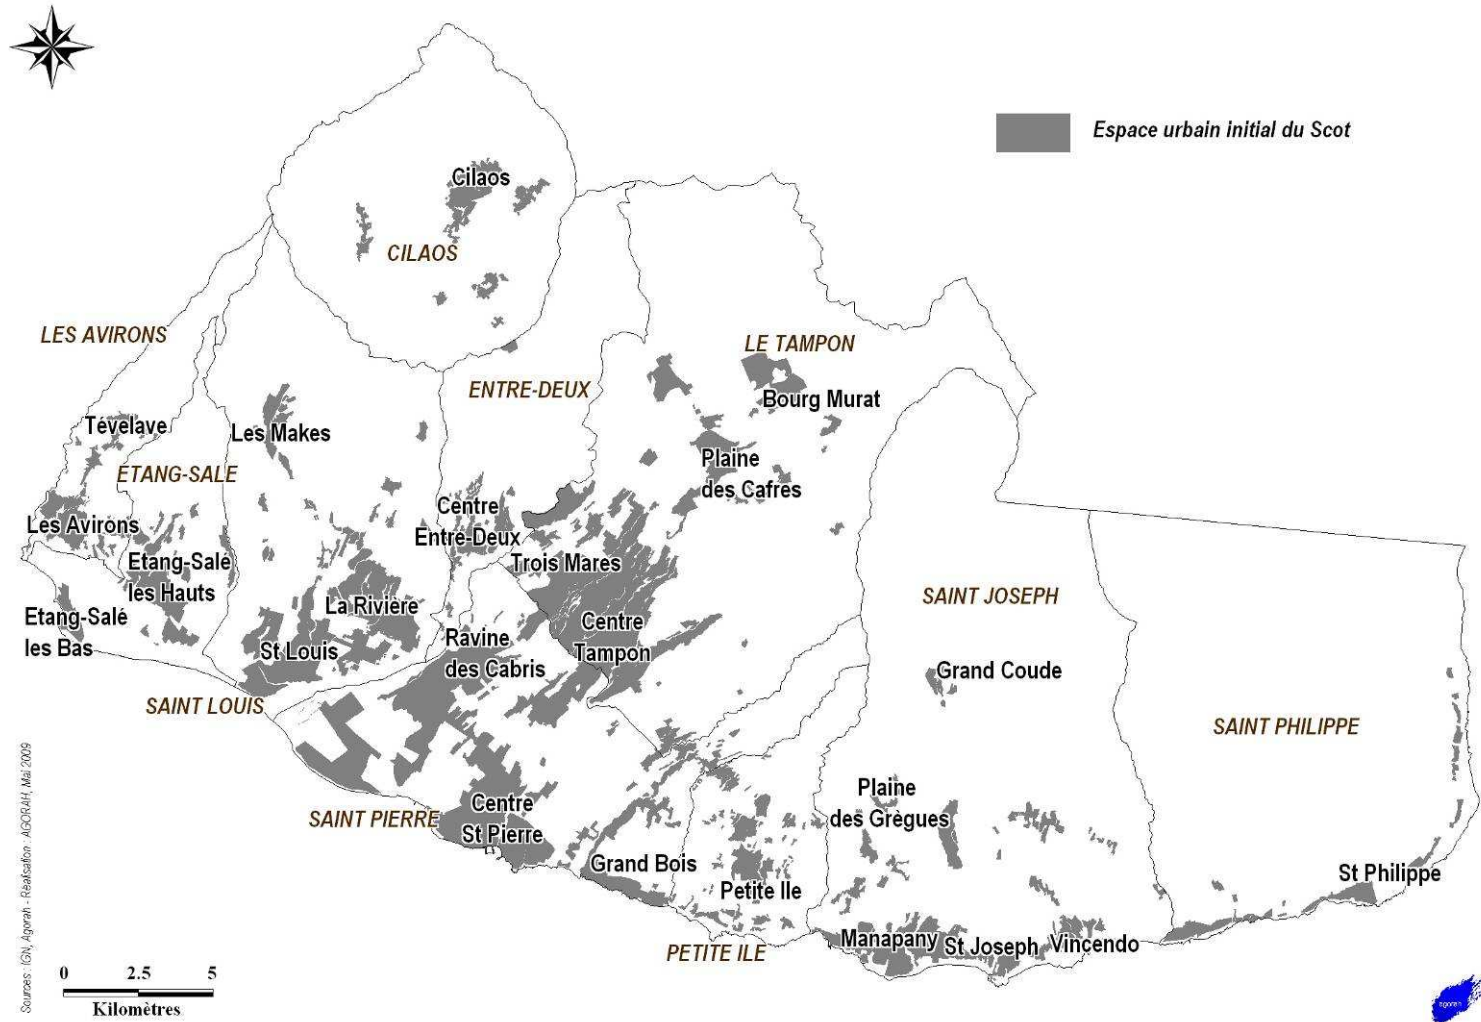 Espace urbain initial du Scot
Cilaos
CILAOS
LES AVIRONS
LE TAMPON
ENTRE-DEUX
Bourg Murat
Tévelave
Les Makes
Plaine
des Cafres
ETANG-SALE
Centre
Entre-Deux
Les Avirons
Etang-Salé
les Hauts
Trois Mares
Etang-Salé
les Bas
La Rivière
St Louis
Ravine
des Cabris
Centre
Tampon
SAINT JOSEPH
Grand Coude
SAINT LOUIS
SAINT PHILIPPE
SAINT PIERRE
Centre
St Pierre
Plaine
des Grègues
Grand Bois
Petite Ile
St Philippe
PETITE ILE
Manapany
St Joseph
Vincendo
Sources : IGN, Agorah - Réalisation : AGORAH, Mai 2009
0 2.5 5
Kilomètres
agorah